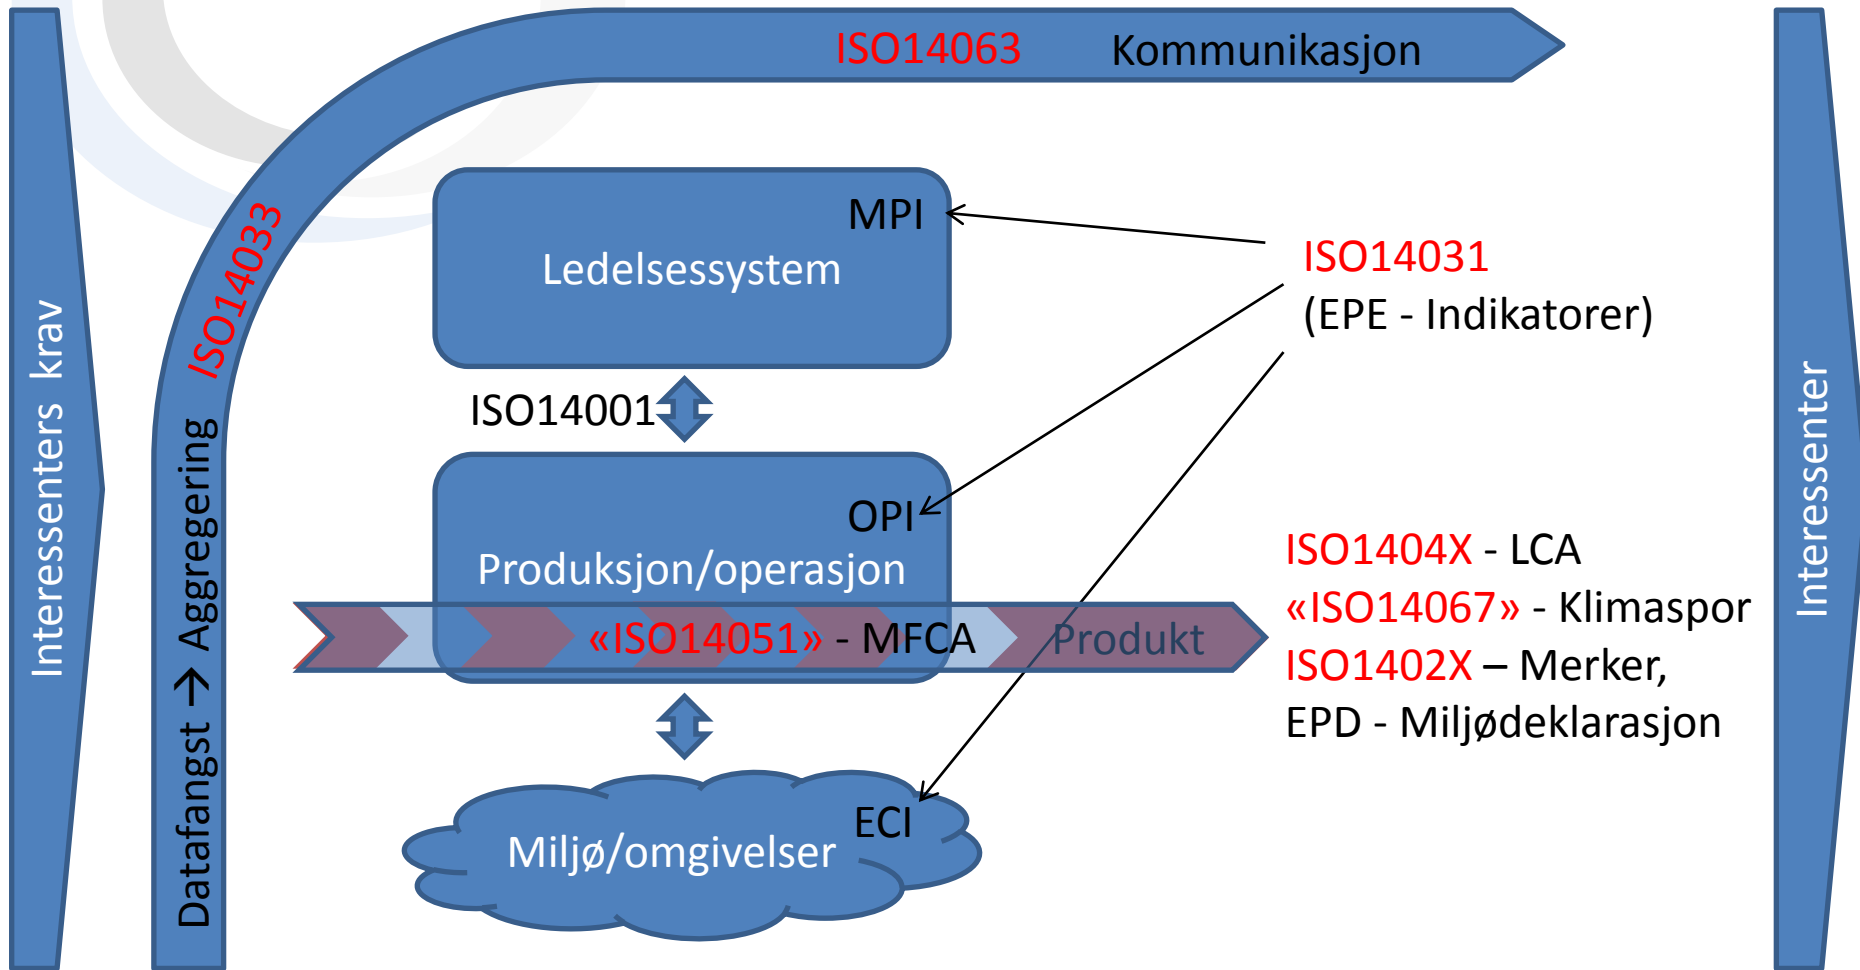 Interessenters krav
Datafangst → Aggregering
ISO14033
ISO14063
Kommunikasjon
MPI
Ledelsessystem
ISO14001
OPI
Produksjon/operasjon
«ISO14051» - MFCA
Produkt
ECI
Miljø/omgivelser
ISO14031
(EPE - Indikatorer)
ISO1404X - LCA
«ISO14067» - Klimaspor
ISO1402X – Merker,
EPD - Miljødeklarasjon
Interessenter